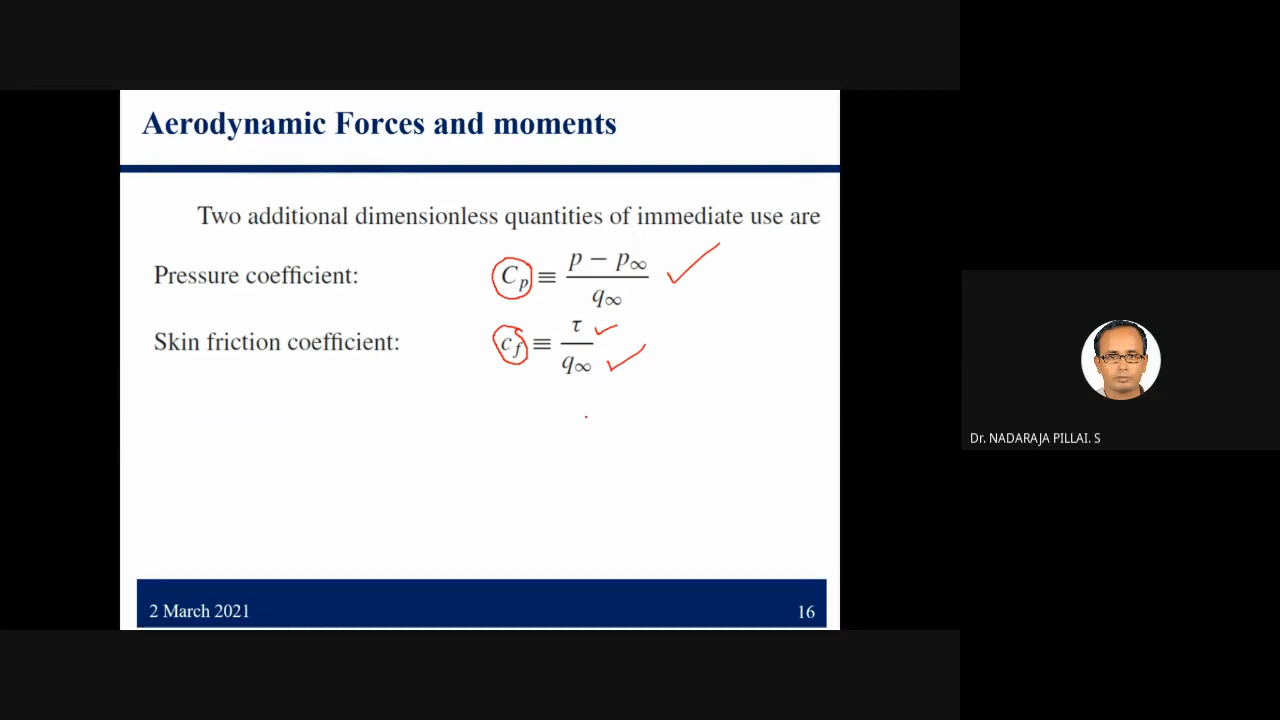 Aerodynamic Forces and moments
Two additional dimensionless quantities of immediate use are
Pressure coefficient: C_p ≡ (p − p_∞) / q_∞
Skin friction coefficient: c_f ≡ τ / q_∞
2 March 2021 16
Dr. NADARAJA PILLAI. S